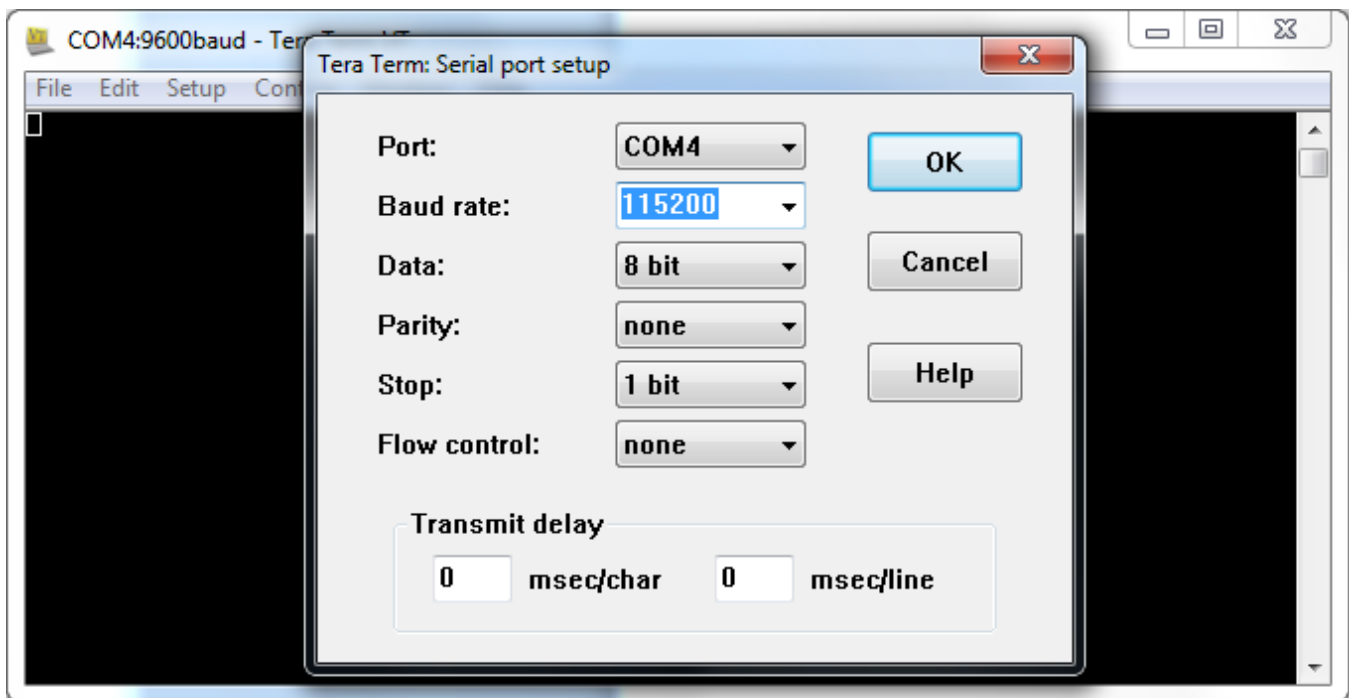 COM4:9600baud - Ter
Tera Term: Serial port setup
File Edit Setup
Port: COM4 OK
Baud rate: 115200
Data: 8 bit Cancel
Parity: none
Stop: 1 bit Help
Flow control: none
Transmit delay
0 msec/char 0 msec/line